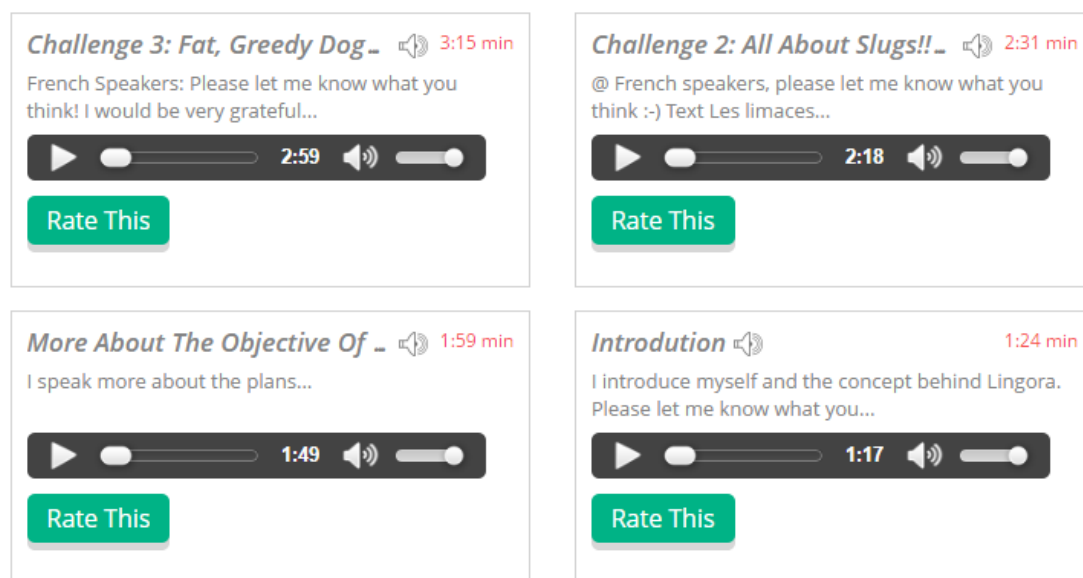 Challenge 3: Fat, Greedy Dog... 3:15 min
French Speakers: Please let me know what you
think! I would be very grateful...
2:59
Rate This
Challenge 2: All About Slugs!!... 2:31 min
@ French speakers, please let me know what you
think :-) Text Les limaces...
2:18
Rate This
More About The Objective Of ... 1:59 min
I speak more about the plans...
1:49
Rate This
Introdution 1:24 min
I introduce myself and the concept behind Lingora.
Please let me know what you...
1:17
Rate This